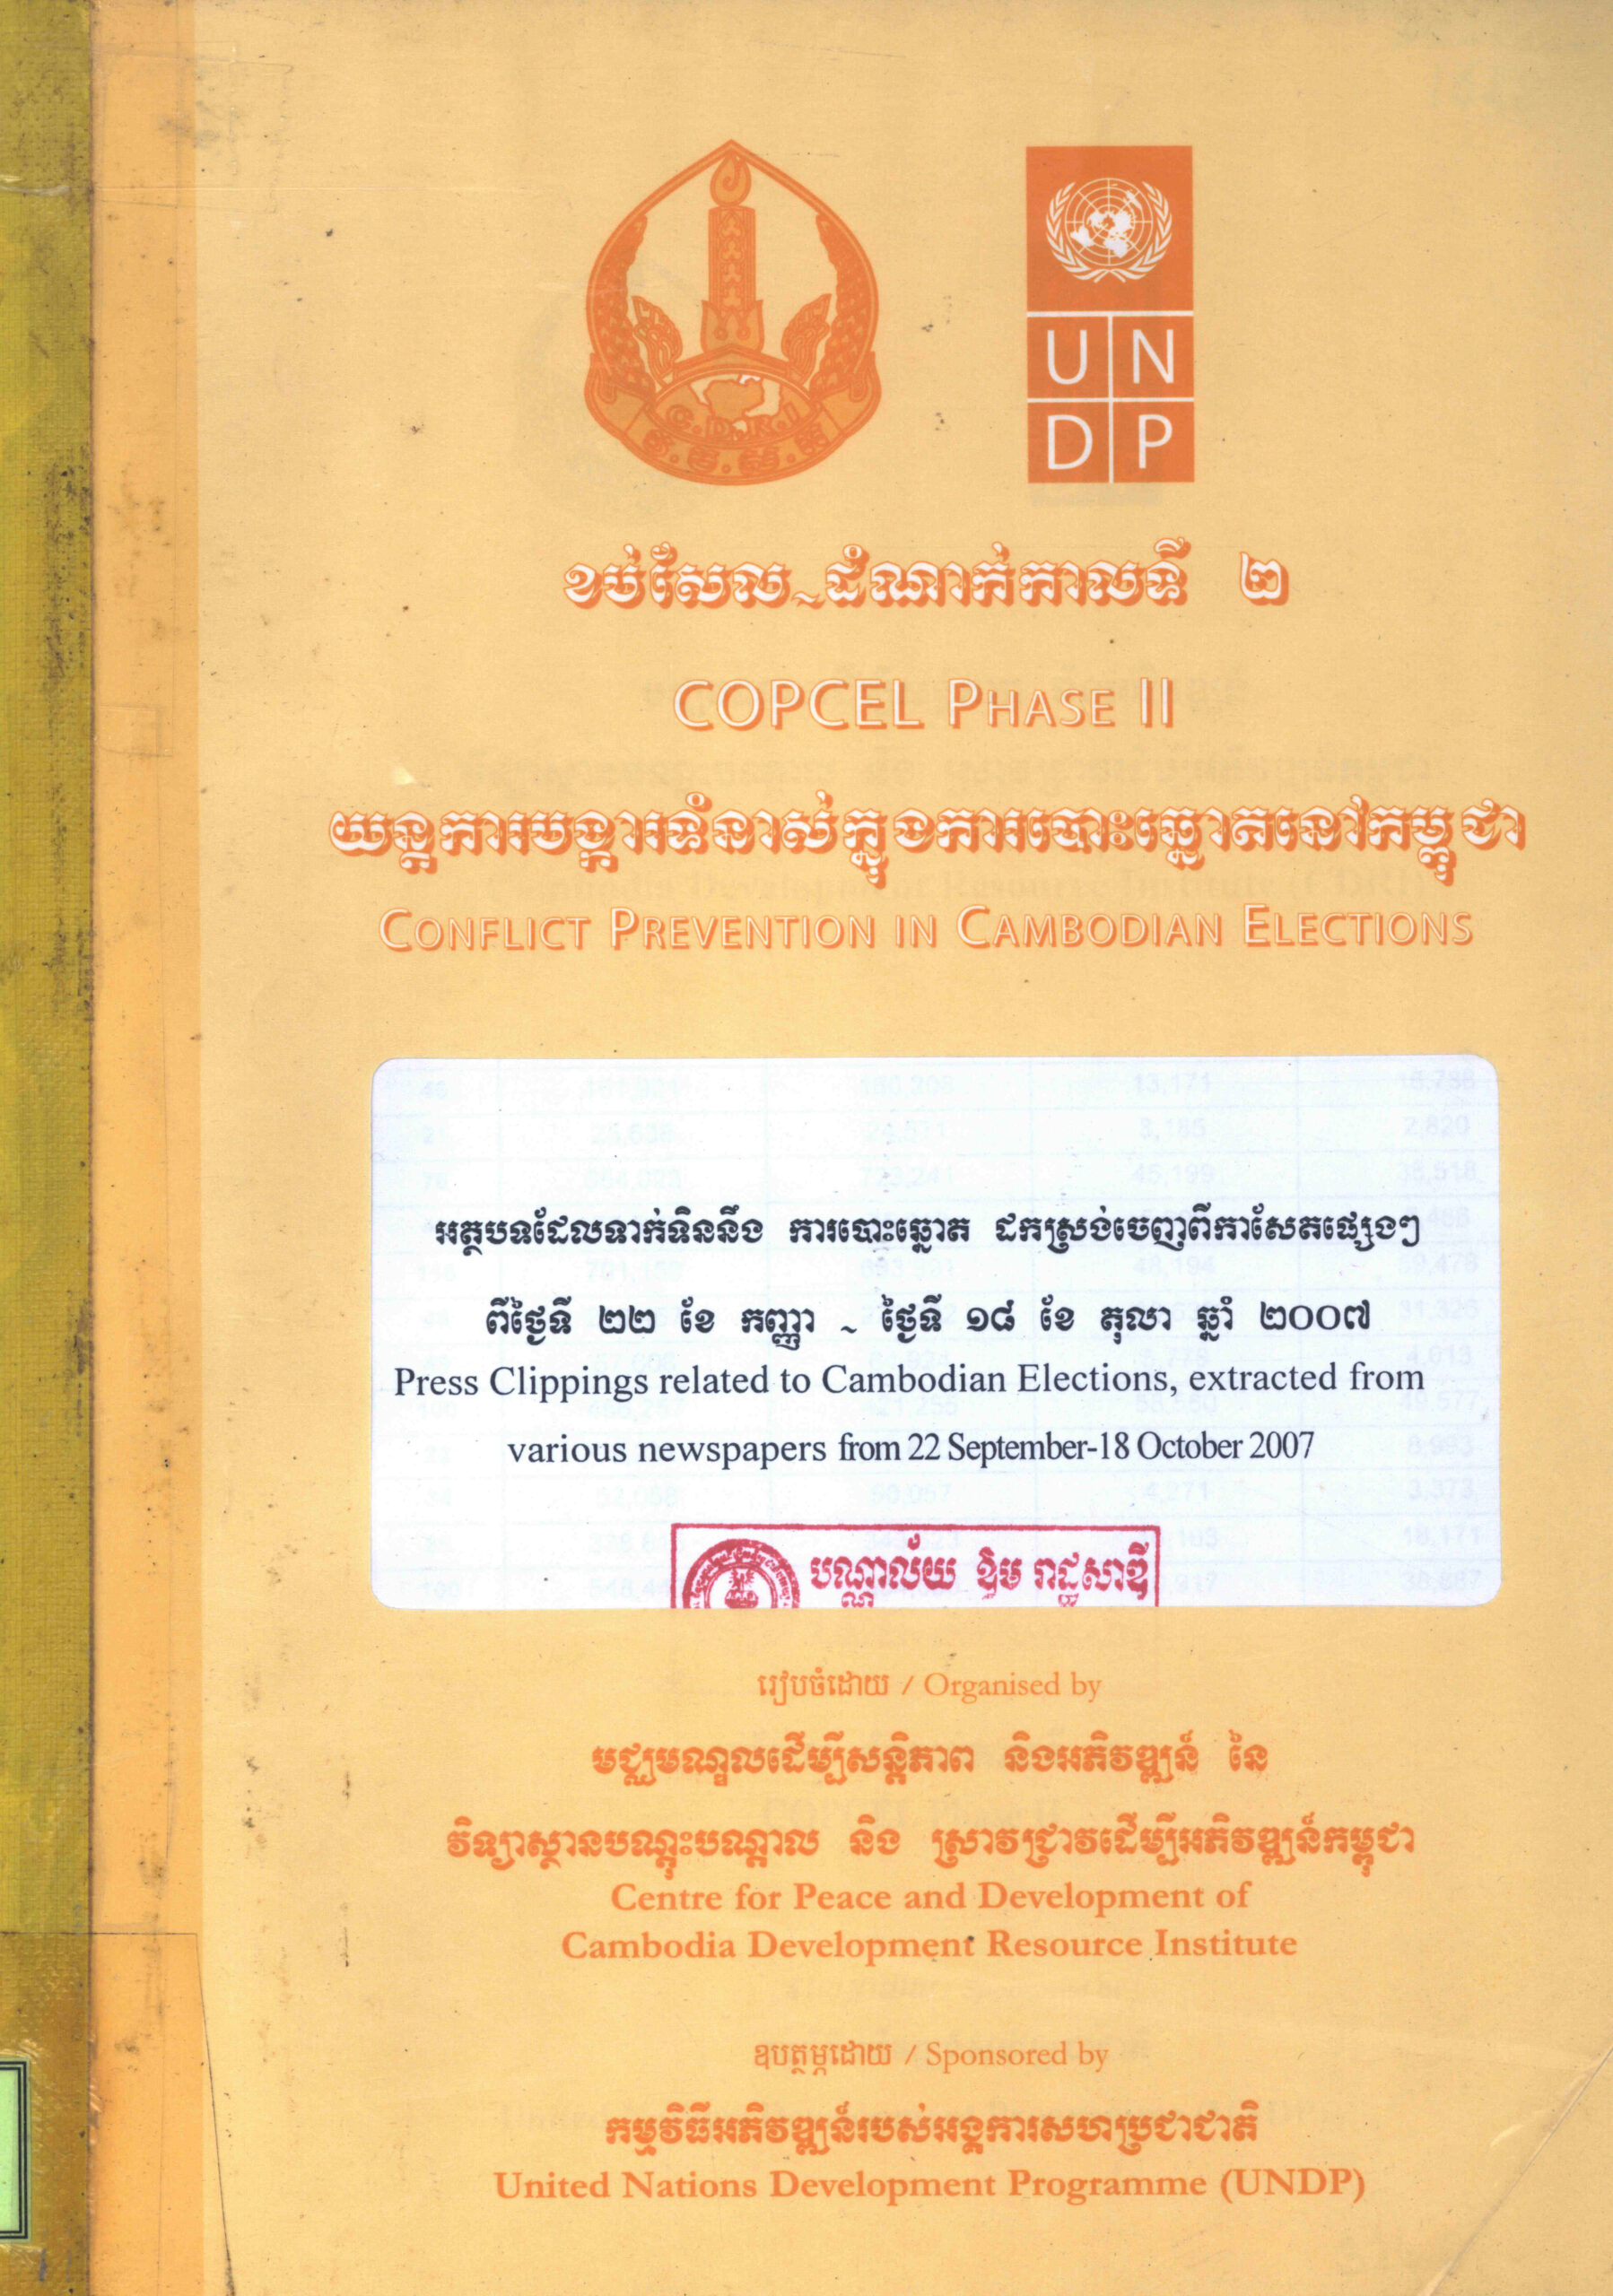 C.D.R.I
វ.ប.ស.អ
U N
D P
ខប់សែល~ដំណាក់កាលទី ២
COPCEL PHASE II
យន្តការបង្ការទំនាស់ក្នុងការបោះឆ្នោតនៅកម្ពុជា
CONFLICT PREVENTION IN CAMBODIAN ELECTIONS
អត្ថបទដែលទាក់ទិននឹង ការបោះឆ្នោត ដកស្រង់ចេញពីកាសែតផ្សេងៗ
ពីថ្ងៃទី ២២ ខែ កញ្ញា ~ ថ្ងៃទី ១៨ ខែ តុលា ឆ្នាំ ២០០៧
Press Clippings related to Cambodian Elections, extracted from
various newspapers from 22 September-18 October 2007
បណ្ណាល័យ ឱម រាដ្ឋសាឌី
រៀបចំដោយ / Organised by
មជ្ឈមណ្ឌលដើម្បីសន្តិភាព និងអភិវឌ្ឍន៍ នៃ
វិទ្យាស្ថានបណ្តុះបណ្តាល និង ស្រាវជ្រាវដើម្បីអភិវឌ្ឍន៍កម្ពុជា
Centre for Peace and Development of
Cambodia Development Resource Institute
ឧបត្ថម្ភដោយ / Sponsored by
កម្មវិធីអភិវឌ្ឍន៍របស់អង្គការសហប្រជាជាតិ
United Nations Development Programme (UNDP)